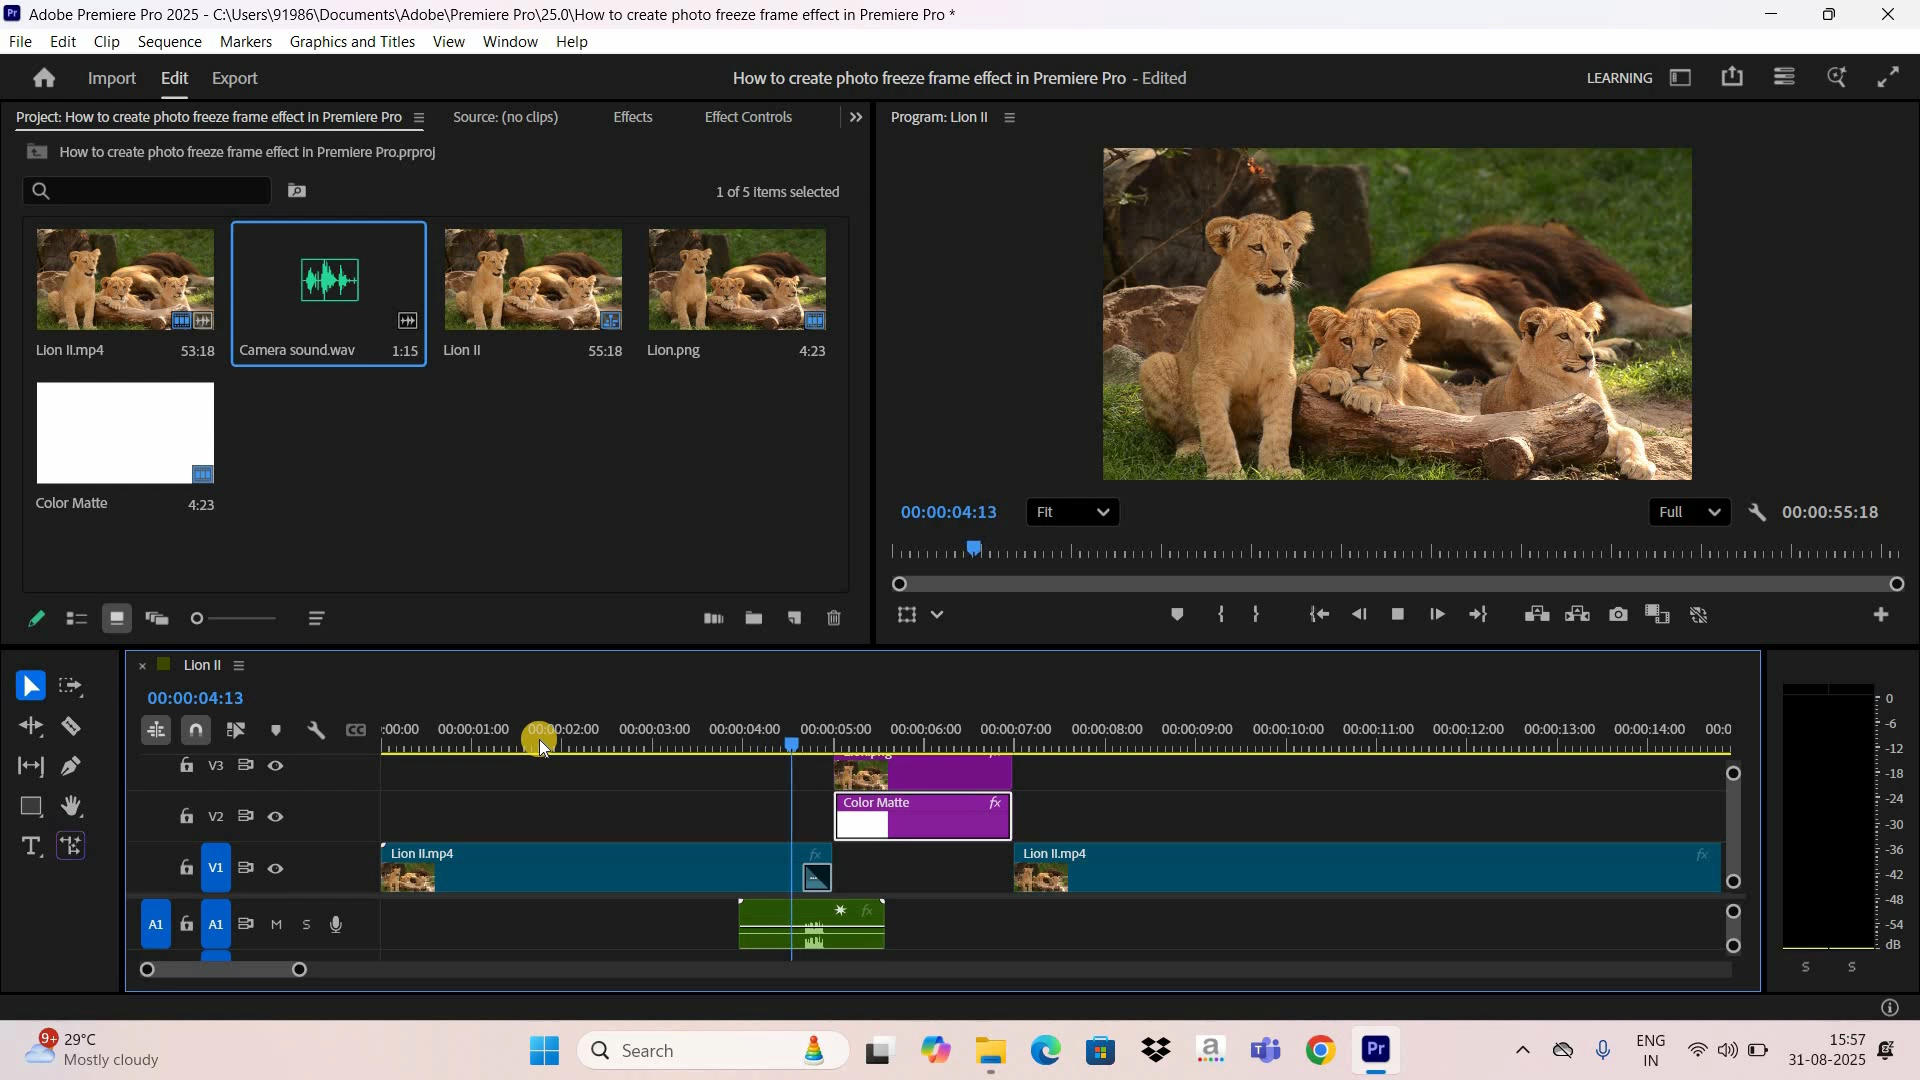 Pr Adobe Premiere Pro 2025 - C:\Users\91986\Documents\Adobe\Premiere Pro\25.0\How to create photo freeze frame effect in Premiere Pro *
File Edit Clip Sequence Markers Graphics and Titles View Window Help
Import Edit Export How to create photo freeze frame effect in Premiere Pro - Edited LEARNING
Project: How to create photo freeze frame effect in Premiere Pro Source: (no clips) Effects Effect Controls
Program: Lion II
How to create photo freeze frame effect in Premiere Pro.prproj
1 of 5 items selected
Lion II.mp4 53:18 Camera sound.wav 1:15 Lion II 55:18 Lion.png 4:23
Color Matte 4:23
00:00:04:13 Fit Full 00:00:55:18
Lion II
00:00:04:13
CC :00:00 00:00:01:00 00:00:02:00 00:00:03:00 00:00:04:00 00:00:05:00 00:00:06:00 00:00:07:00 00:00:08:00 00:00:09:00 00:00:10:00 00:00:11:00 00:00:12:00 00:00:13:00 00:00:14:00 00:0
V3
V2 Color Matte fx
V1 Lion II.mp4 fx Lion II.mp4 fx
A1 A1 M S fx
T
0
-6
-12
-18
-24
-30
-36
-42
-48
-54
dB
S S
9+ 29°C
Mostly cloudy
Search
a
Pr
ENG
IN
15:57
31-08-2025